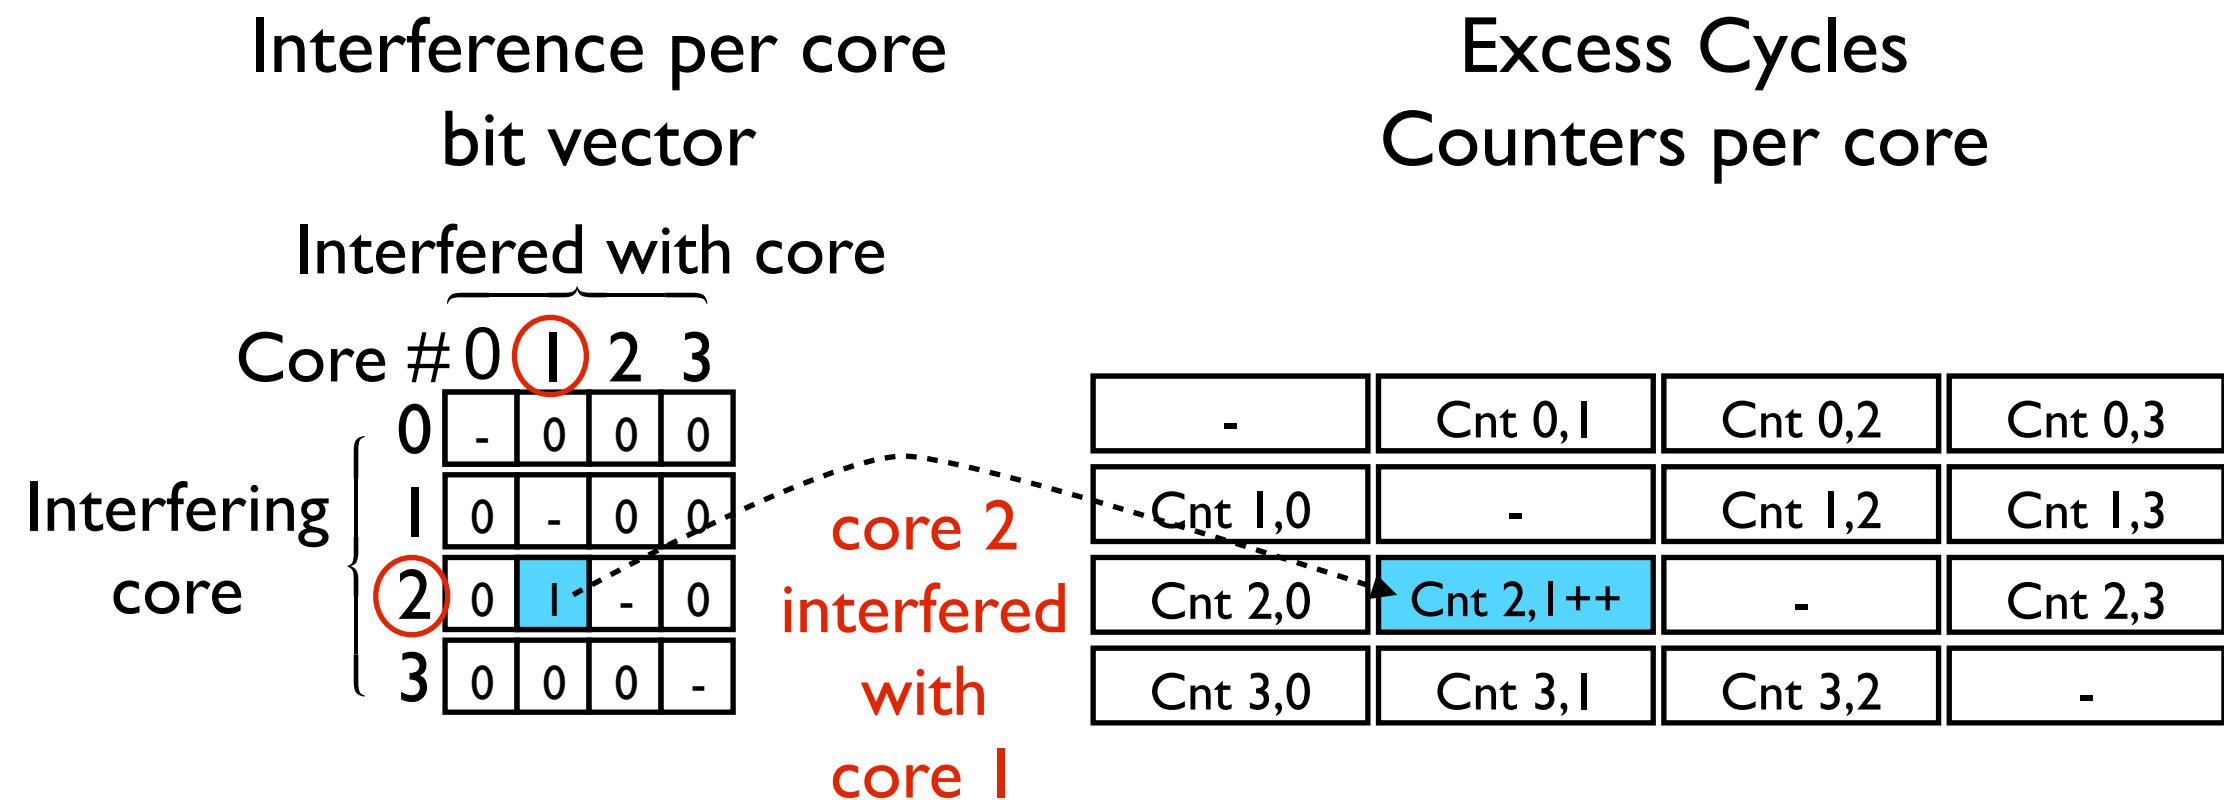 Interference per core
bit vector
Excess Cycles
Counters per core
Interfered with core
Core # 0 1 2 3
Interfering
core
0 - 0 0 0
1 0 - 0 0
2 0 1 - 0
3 0 0 0 -
core 2
interfered
with
core 1
- Cnt 0,1 Cnt 0,2 Cnt 0,3
Cnt 1,0 - Cnt 1,2 Cnt 1,3
Cnt 2,0 Cnt 2,1++ - Cnt 2,3
Cnt 3,0 Cnt 3,1 Cnt 3,2 -